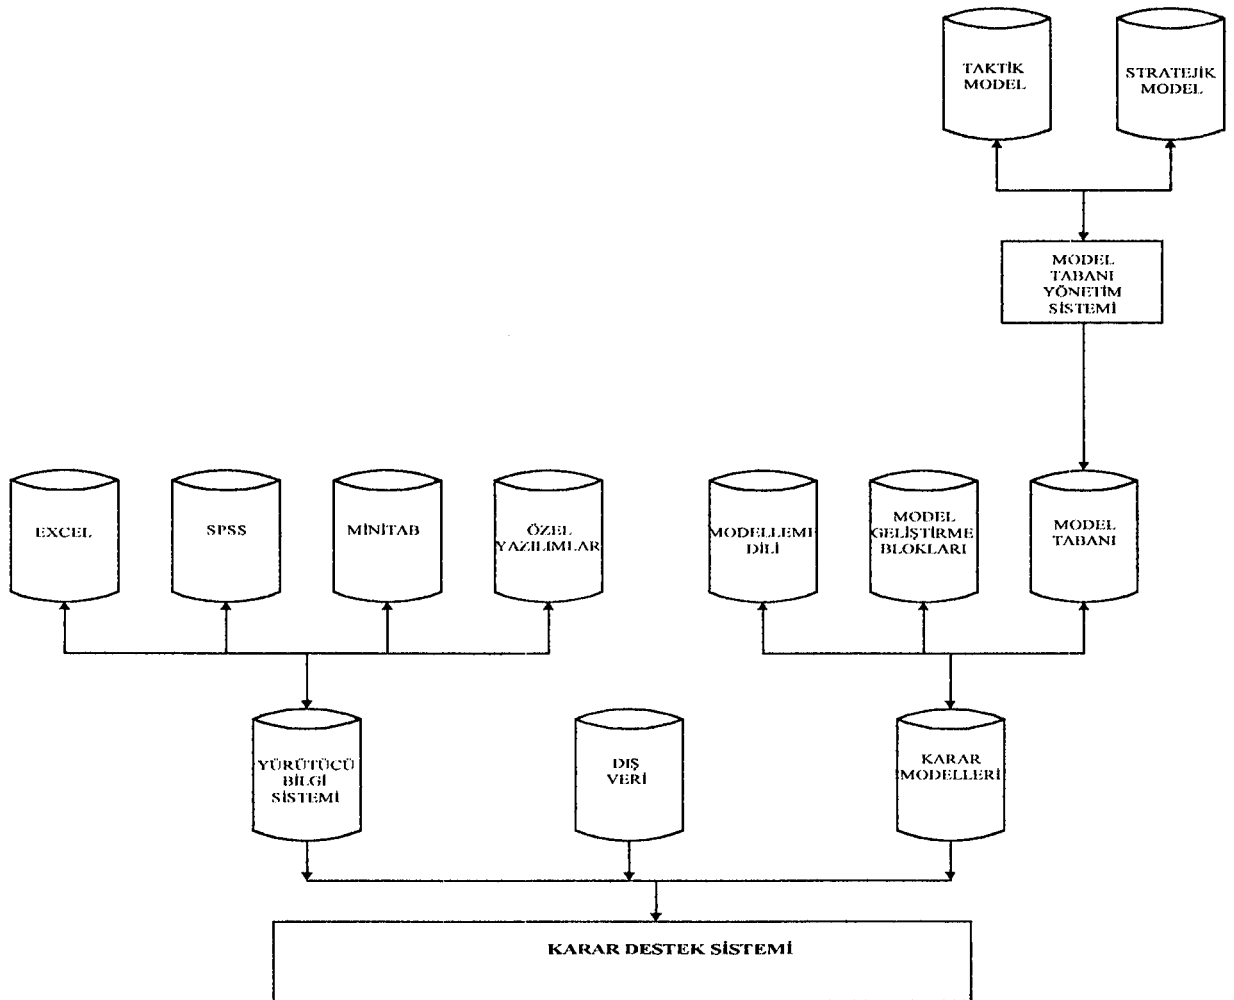 TAKTİK
MODEL
STRATEJİK
MODEL
MODEL
TABANI
YÖNETİM
SİSTEMİ
EXCEL
SPSS
MİNİTAB
ÖZEL
YAZILIMLAR
MODELLEME
DİLİ
MODEL
GELİŞTİRME
BLOKLARI
MODEL
TABANI
YÜRÜTÜCÜ
BİLGİ
SİSTEMİ
DIŞ
VERİ
KARAR
MODELLERİ
KARAR DESTEK SİSTEMİ